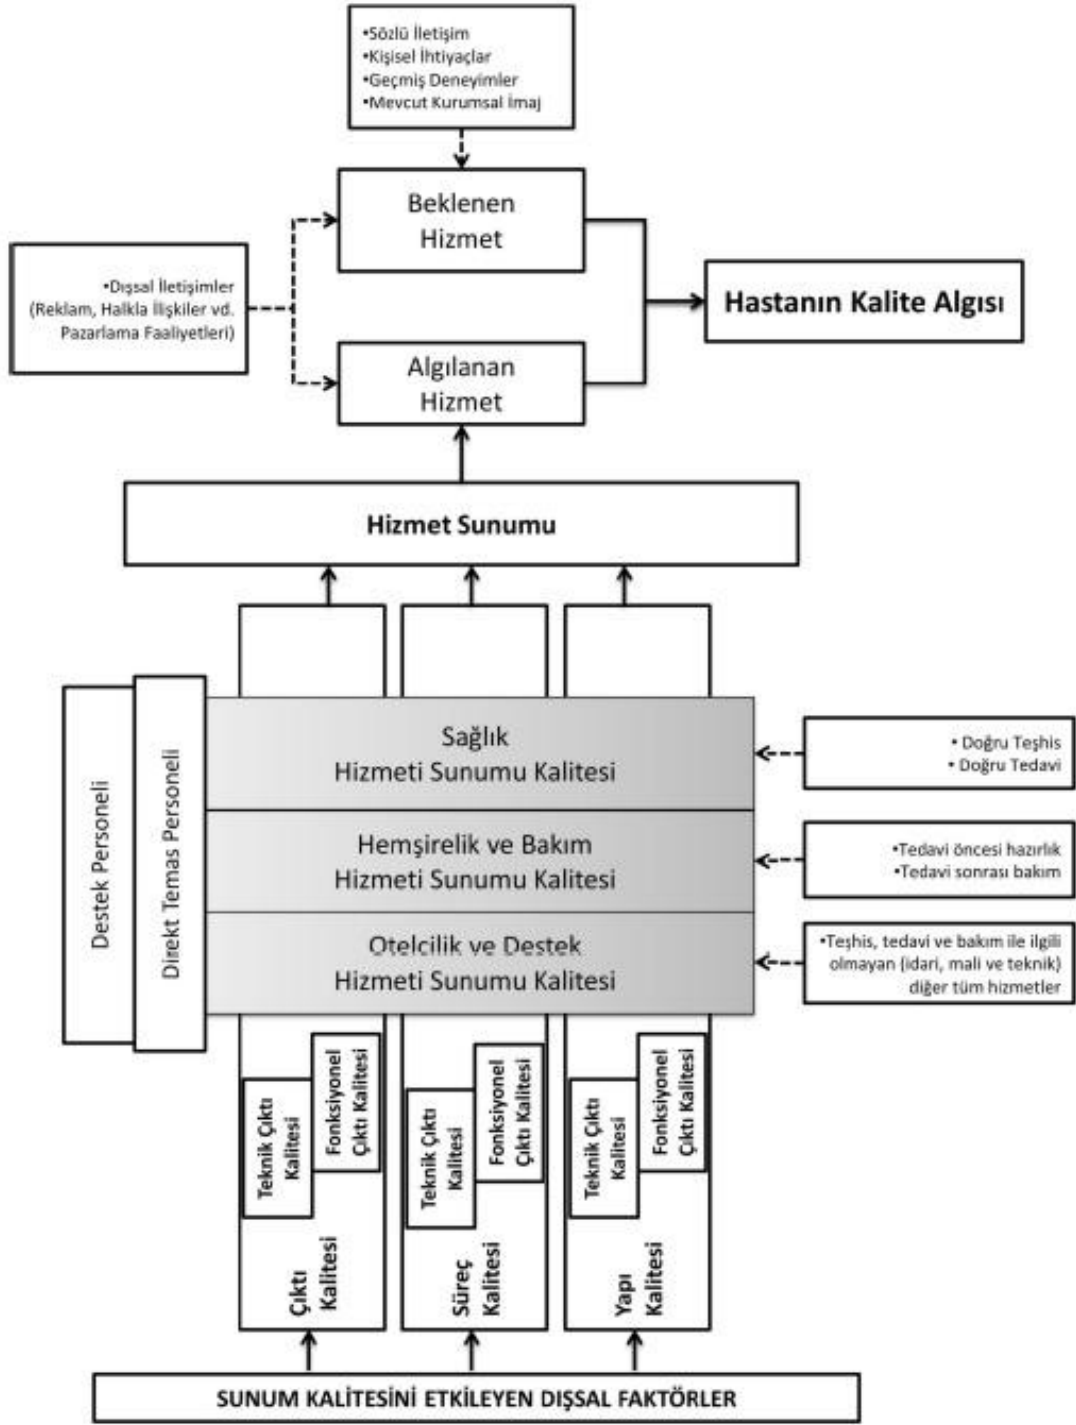 •Sözlü İletişim
•Kişisel İhtiyaçlar
•Geçmiş Deneyimler
•Mevcut Kurumsal İmaj
Beklenen
Hizmet
•Dışsal İletişimler
(Reklam, Halkla İlişkiler vd.
Pazarlama Faaliyetleri)
Hastanın Kalite Algısı
Algılanan
Hizmet
Hizmet Sunumu
Destek Personeli
Direkt Temas Personeli
Sağlık
Hizmeti Sunumu Kalitesi
• Doğru Teşhis
• Doğru Tedavi
Hemşirelik ve Bakım
Hizmeti Sunumu Kalitesi
•Tedavi öncesi hazırlık
•Tedavi sonrası bakım
Otelcilik ve Destek
Hizmeti Sunumu Kalitesi
•Teşhis, tedavi ve bakım ile ilgili
olmayan (idari, mali ve teknik)
diğer tüm hizmetler
Teknik Çıktı
Kalitesi
Fonksiyonel
Çıktı Kalitesi
Çıktı
Kalitesi
Teknik Çıktı
Kalitesi
Fonksiyonel
Çıktı Kalitesi
Süreç
Kalitesi
Teknik Çıktı
Kalitesi
Fonksiyonel
Çıktı Kalitesi
Yapı
Kalitesi
SUNUM KALİTESİNİ ETKİLEYEN DIŞSAL FAKTÖRLER